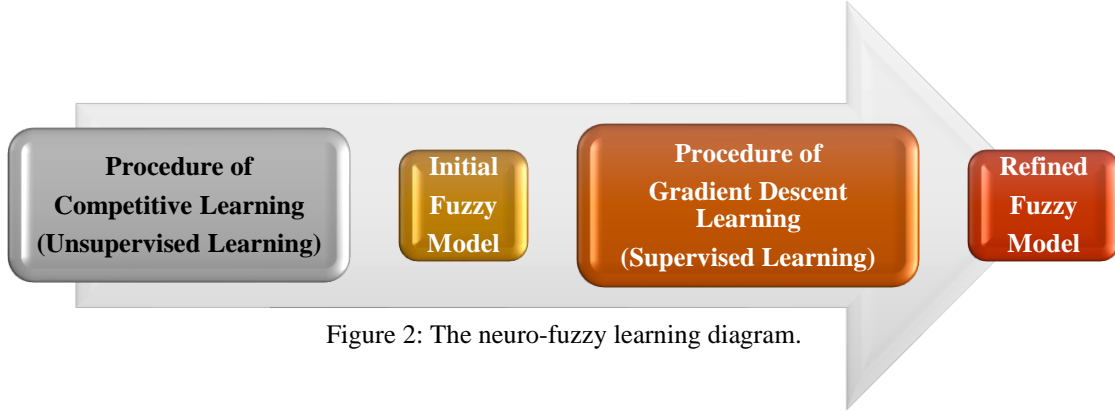 Procedure of
Competitive Learning
(Unsupervised Learning)
Initial
Fuzzy
Model
Procedure of
Gradient Descent
Learning
(Supervised Learning)
Refined
Fuzzy
Model
Figure 2: The neuro-fuzzy learning diagram.